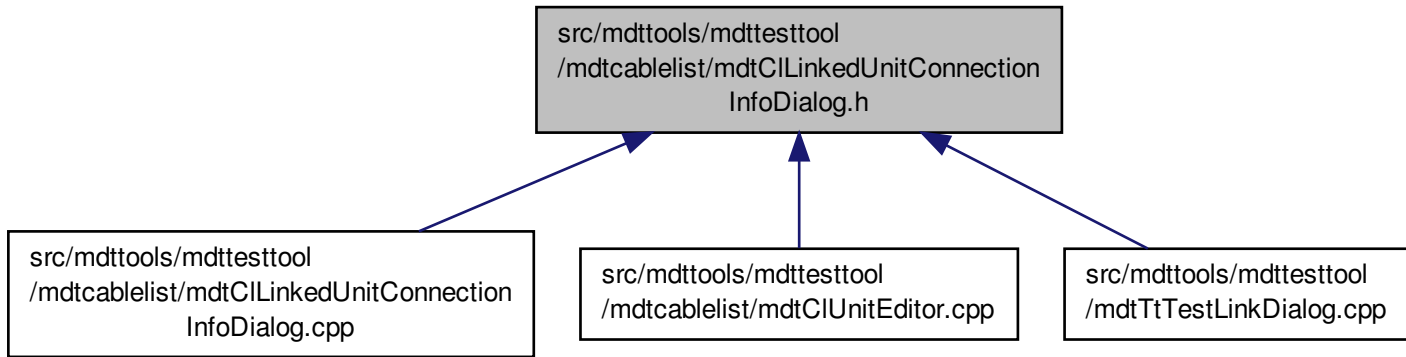 src/mdttools/mdttesttool
/mdtcablelist/mdtClLinkedUnitConnection
InfoDialog.h
src/mdttools/mdttesttool
/mdtcablelist/mdtClLinkedUnitConnection
InfoDialog.cpp
src/mdttools/mdttesttool
/mdtcablelist/mdtClUnitEditor.cpp
src/mdttools/mdttesttool
/mdtTtTestLinkDialog.cpp